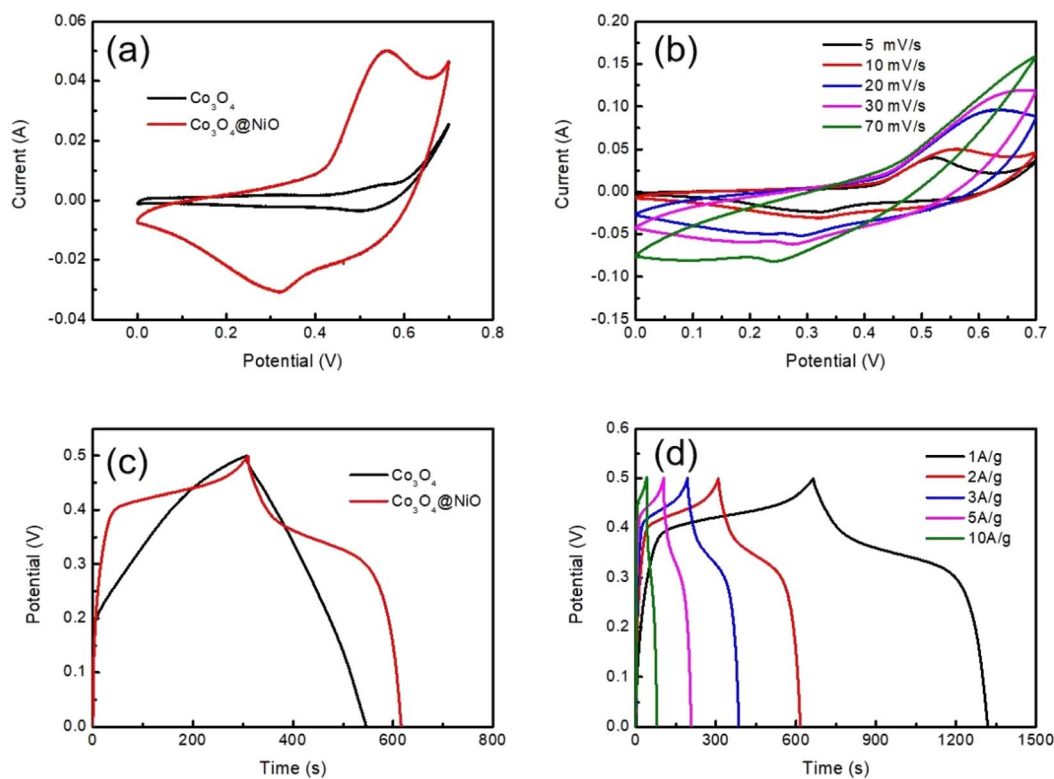 (a)
Co₃O₄
Co₃O₄@NiO
0.06
0.04
0.02
0.00
-0.02
-0.04
Current (A)
0.0 0.2 0.4 0.6 0.8
Potential (V)
(b)
5 mV/s
10 mV/s
20 mV/s
30 mV/s
70 mV/s
0.20
0.15
0.10
0.05
0.00
-0.05
-0.10
-0.15
Current (A)
0.0 0.1 0.2 0.3 0.4 0.5 0.6 0.7
Potential (V)
(c)
Co₃O₄
Co₃O₄@NiO
0.5
0.4
0.3
0.2
0.1
0.0
Potential (V)
0 200 400 600 800
Time (s)
(d)
1A/g
2A/g
3A/g
5A/g
10A/g
0.6
0.5
0.4
0.3
0.2
0.1
0.0
Potential (V)
0 300 600 900 1200 1500
Time (s)